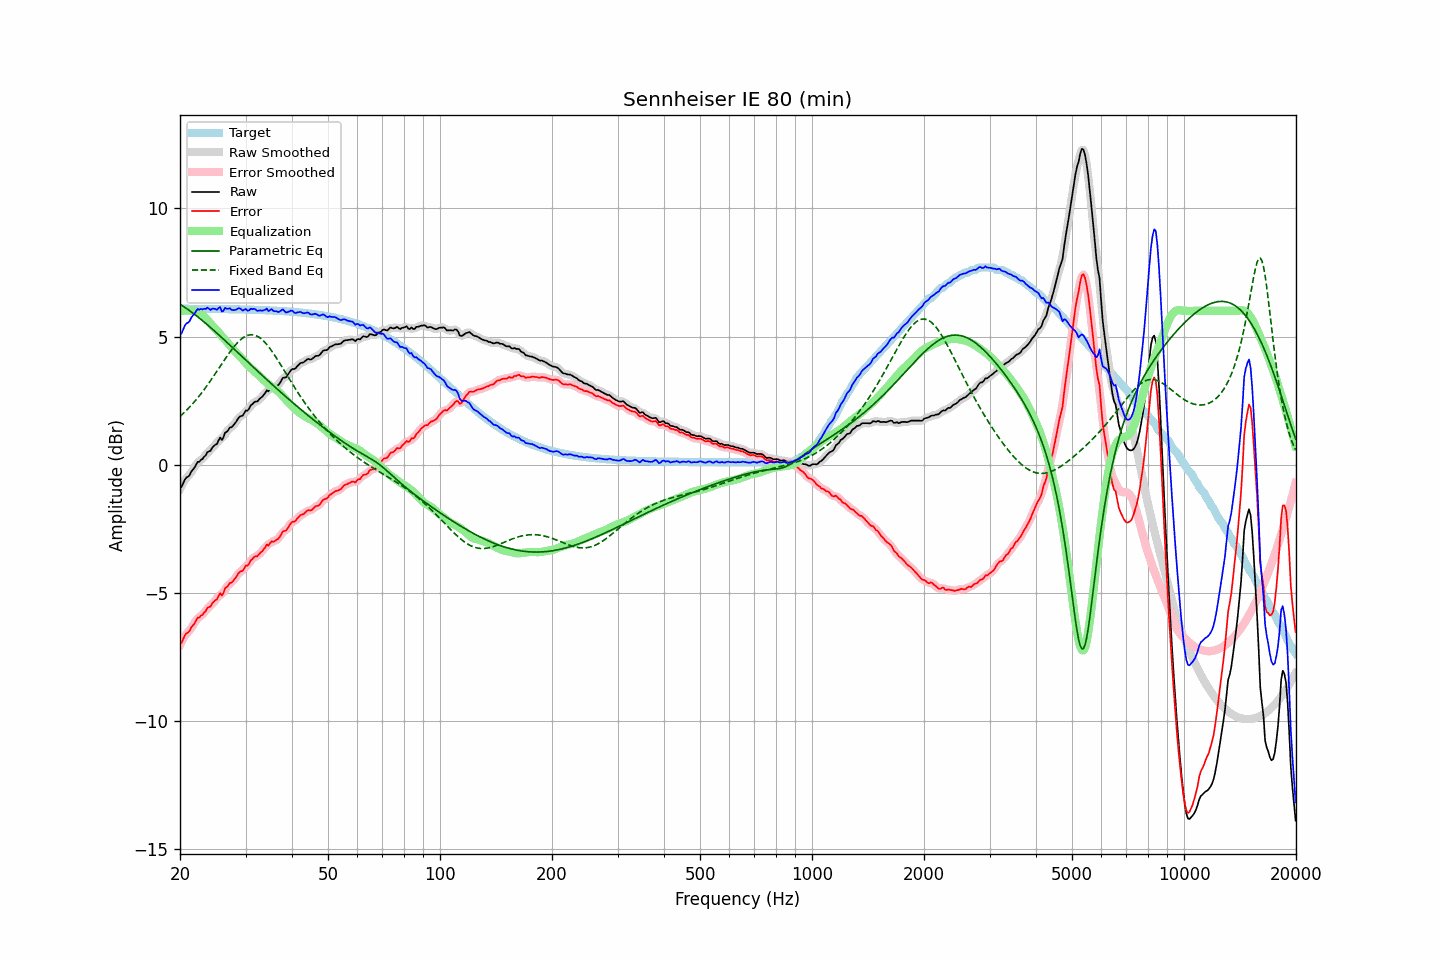 Sennheiser IE 80 (min)
Target
Raw Smoothed
Error Smoothed
Raw
Error
Equalization
Parametric Eq
Fixed Band Eq
Equalized
Amplitude (dBr)
10
5
0
−5
−10
−15
20 50 100 200 500 1000 2000 5000 10000 20000
Frequency (Hz)